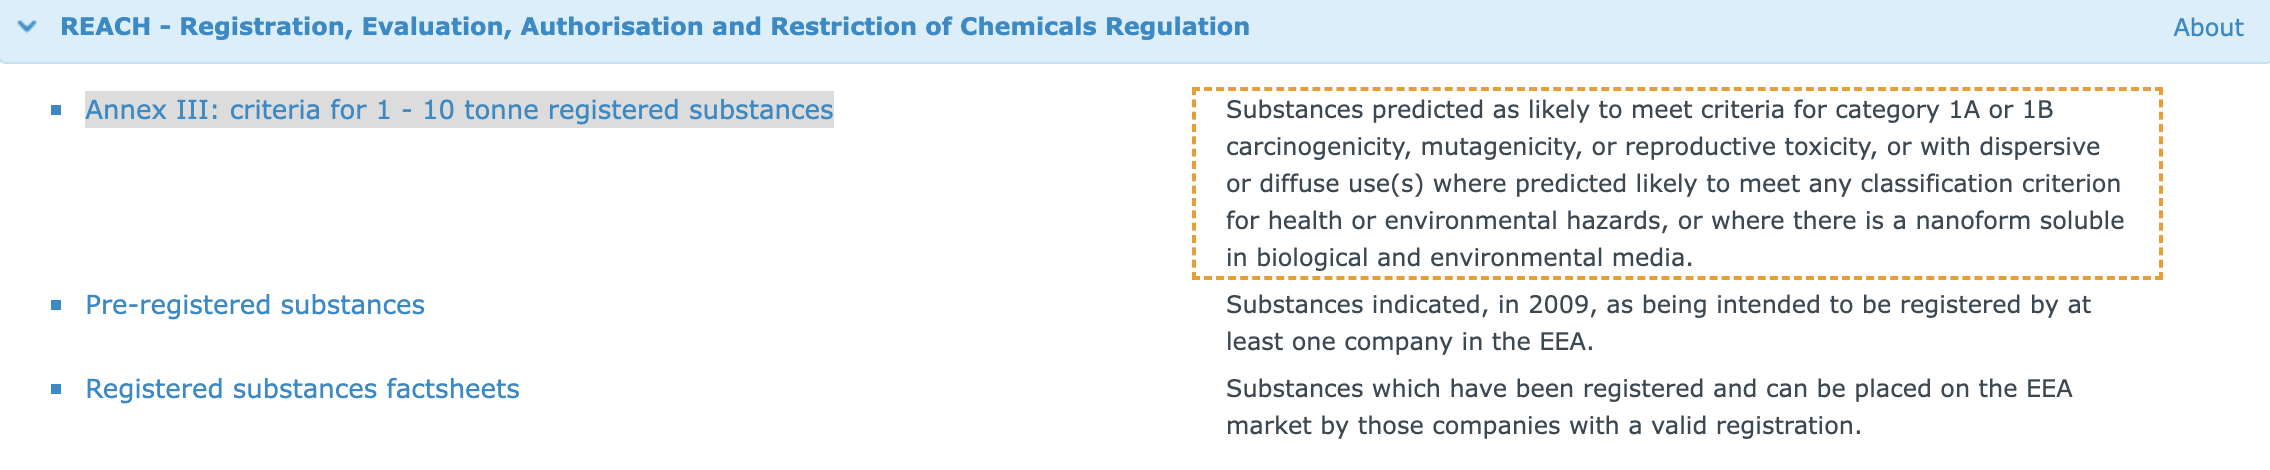 REACH - Registration, Evaluation, Authorisation and Restriction of Chemicals Regulation
About
Annex III: criteria for 1 - 10 tonne registered substances
Substances predicted as likely to meet criteria for category 1A or 1B
carcinogenicity, mutagenicity, or reproductive toxicity, or with dispersive
or diffuse use(s) where predicted likely to meet any classification criterion
for health or environmental hazards, or where there is a nanoform soluble
in biological and environmental media.
Pre-registered substances
Substances indicated, in 2009, as being intended to be registered by at
least one company in the EEA.
Registered substances factsheets
Substances which have been registered and can be placed on the EEA
market by those companies with a valid registration.